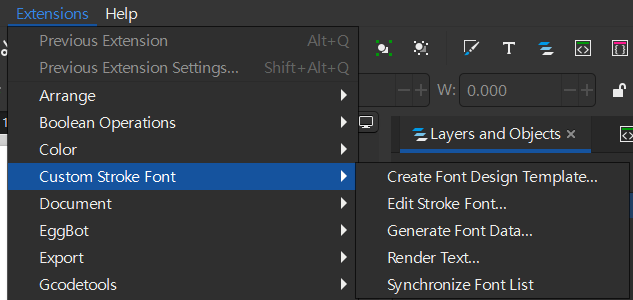 Extensions Help
Previous Extension Alt+Q
Previous Extension Settings... Shift+Alt+Q
W: 0.000
Arrange
Boolean Operations
1
Layers and Objects
Color
Custom Stroke Font
Create Font Design Template...
Document
Edit Stroke Font...
EggBot
Generate Font Data...
Export
Render Text...
Gcodetools
Synchronize Font List